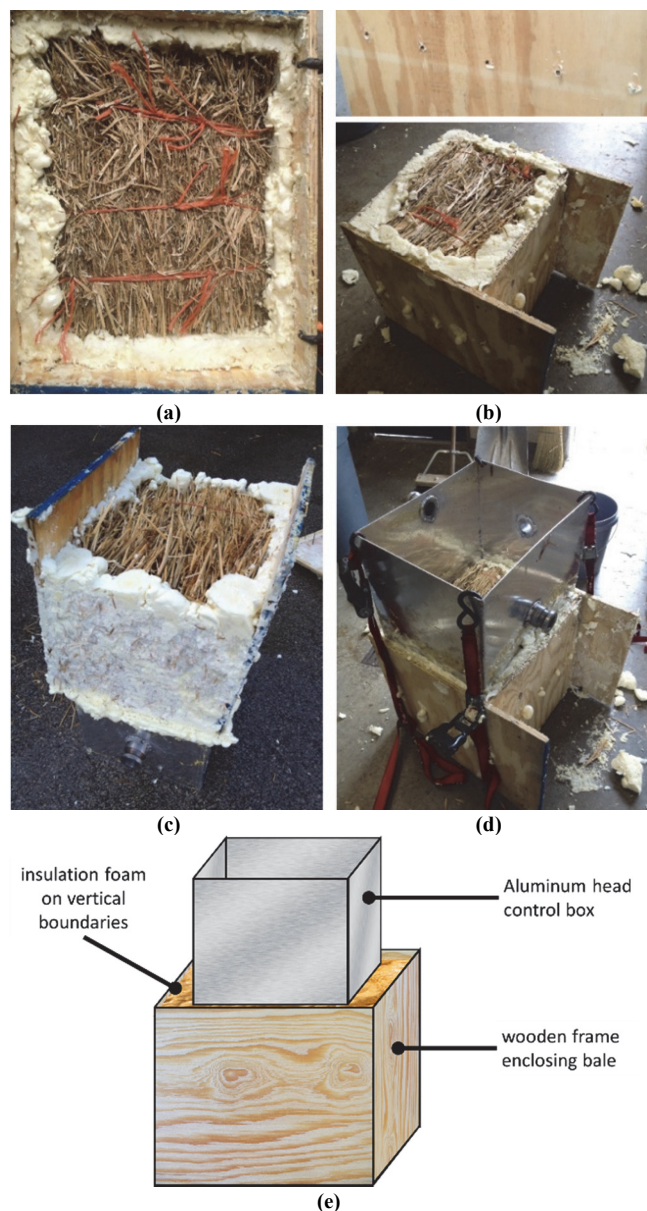 (a)
(b)
(c)
(d)
insulation foam
on vertical
boundaries
Aluminum head
control box
wooden frame
enclosing bale
(e)